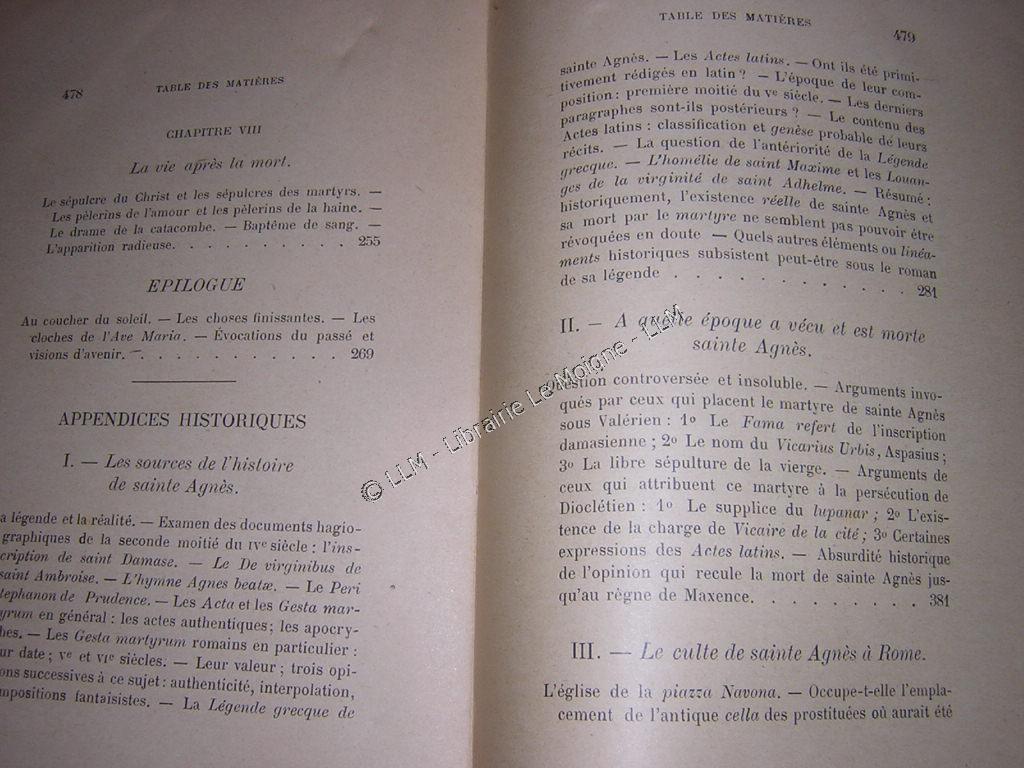 478
TABLE DES MATIÈRES
CHAPITRE VIII
La vie après la mort.
Le sépulcre du Christ et les sépulcres des martyrs. —
Les pèlerins de l'amour et les pèlerins de la haine. —
Le drame de la catacombe. — Baptême de sang. —
L'apparition radieuse. . . . . . . . . . . 255
EPILOGUE
Au coucher du soleil. — Les choses finissantes. — Les
cloches de l'Ave Maria. — Évocations du passé et
visions d'avenir. . . . . . . . . . . . 269
APPENDICES HISTORIQUES
I. — Les sources de l'histoire
de sainte Agnès.
a légende et la réalité. — Examen des documents hagio-
graphiques de la seconde moitié du IVe siècle : l'ins-
cription de saint Damase. — Le De virginibus de
saint Ambroise. — L'hymne Agnes beatæ. — Le Peri
tephanon de Prudence. — Les Acta et les Gesta mar-
yrum en général : les actes authentiques; les apocry-
hes. — Les Gesta martyrum romains en particulier :
ur date ; Ve et VIe siècles. — Leur valeur ; trois opi-
ons successives à ce sujet : authenticité, interpolation,
mpositions fantaisistes. — La Légende grecque de
TABLE DES MATIÈRES
479
sainte Agnès. — Les Actes latins. — Ont ils été primi-
tivement rédigés en latin ? — L'époque de leur com-
position : première moitié du Ve siècle. — Les derniers
paragraphes sont-ils postérieurs ? — Le contenu des
Actes latins : classification et genèse probable de leurs
récits. — La question de l'antériorité de la Légende
grecque. — L'homélie de saint Maxime et les Louan-
ges de la virginité de saint Adhelme. — Résumé :
historiquement, l'existence réelle de sainte Agnès et
sa mort par le martyre ne semblent pas pouvoir être
révoquées en doute — Quels autres éléments ou linéa-
ments historiques subsistent peut-être sous le roman
de sa légende . . . . . . . . . . . . 281
II. — A quelle époque a vécu et est morte
sainte Agnès.
Question controversée et insoluble. — Arguments invo-
qués par ceux qui placent le martyre de sainte Agnès
sous Valérien : 1º Le Fama refert de l'inscription
damasienne ; 2º Le nom du Vicarius Urbis, Aspasius ;
3º La libre sépulture de la vierge. — Arguments de
ceux qui attribuent ce martyre à la persécution de
Dioclétien : 1º Le supplice du lupanar ; 2º L'exis-
tence de la charge de Vicaire de la cité ; 3º Certaines
expressions des Actes latins. — Absurdité historique
de l'opinion qui recule la mort de sainte Agnès jus-
qu'au règne de Maxence. . . . . . . . . . 381
III. — Le culte de sainte Agnès à Rome.
L'église de la piazza Navona. — Occupe-t-elle l'empla-
cement de l'antique cella des prostituées où aurait été
© LLM - Librairie Le Moigne - LLM